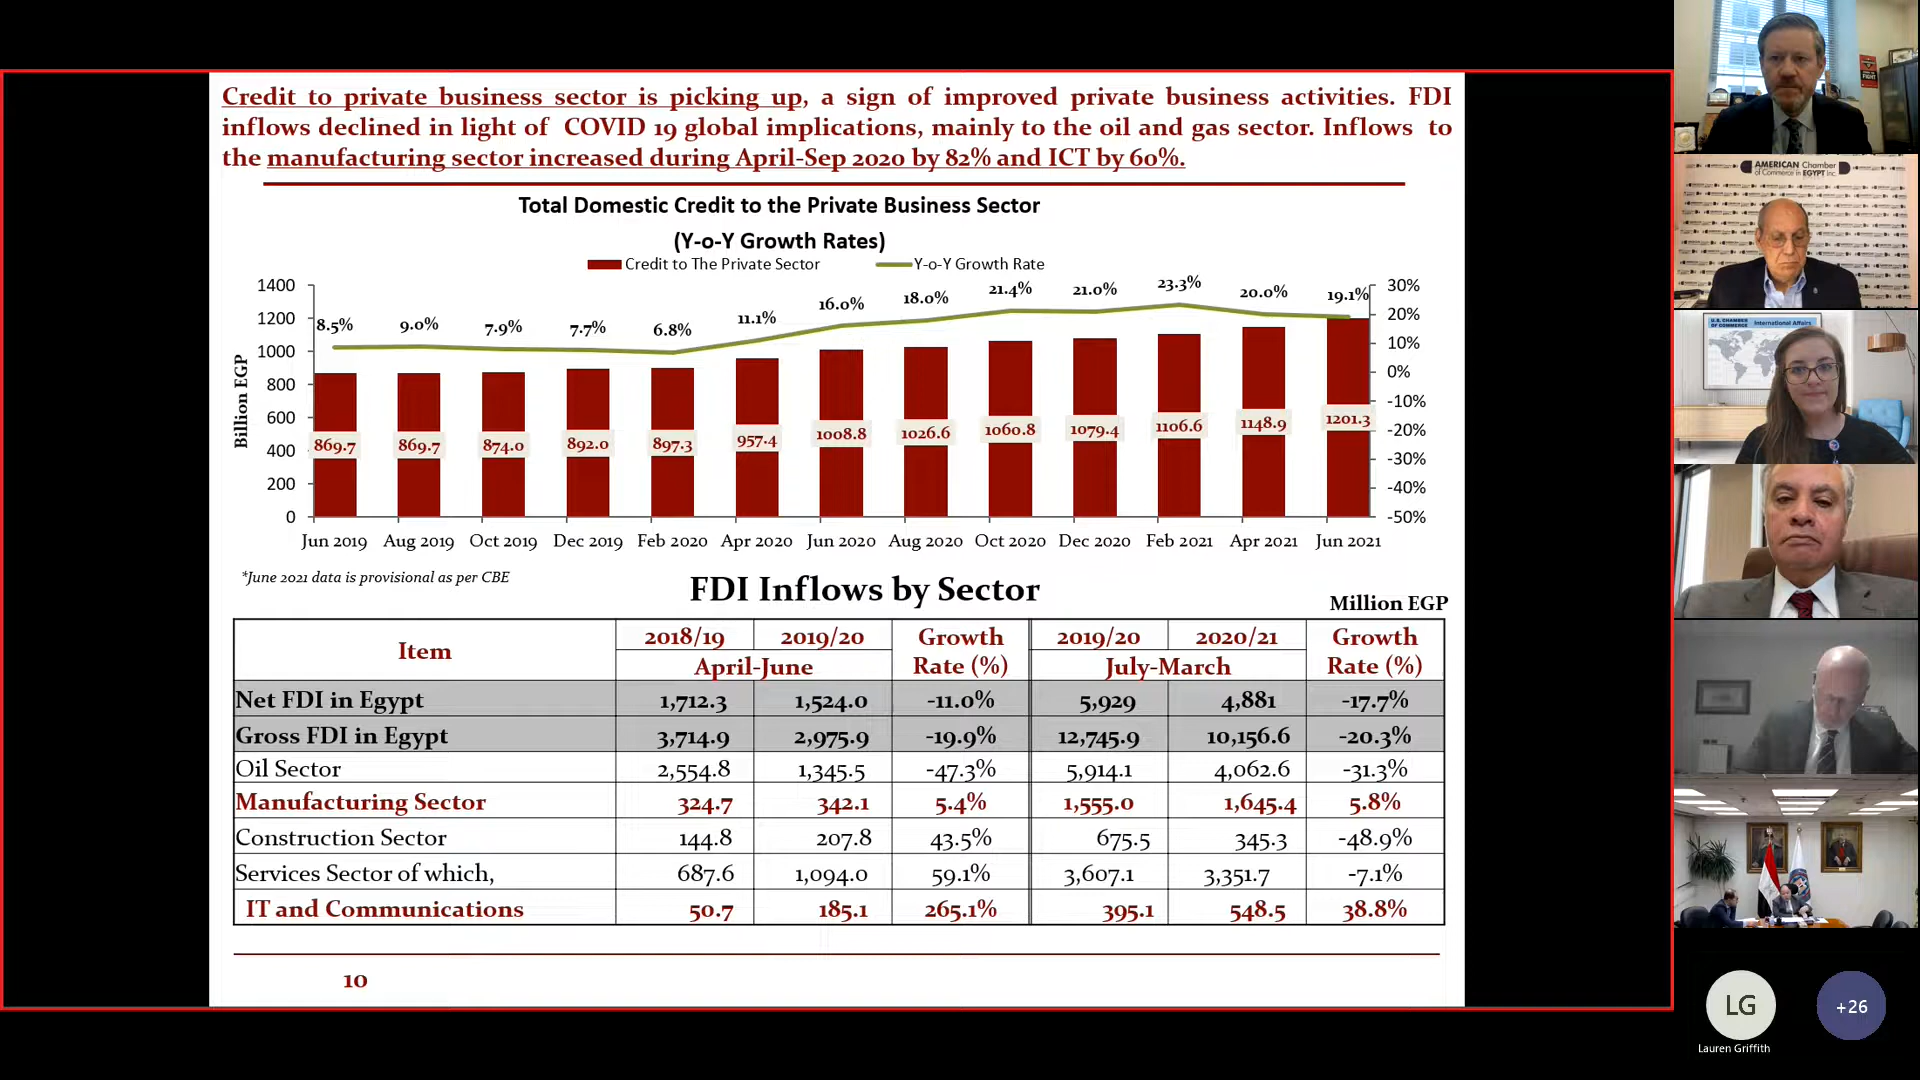 Credit to private business sector is picking up, a sign of improved private business activities. FDI
inflows declined in light of COVID 19 global implications, mainly to the oil and gas sector. Inflows to
the manufacturing sector increased during April-Sep 2020 by 82% and ICT by 60%.
Total Domestic Credit to the Private Business Sector
(Y-o-Y Growth Rates)
Credit to The Private Sector Y-o-Y Growth Rate
Billion EGP
1400
1200
1000
800
600
400
200
0
8.5% 9.0% 7.9% 7.7% 6.8% 11.1% 16.0% 18.0% 21.4% 21.0% 23.3% 20.0% 19.1%
869.7 869.7 874.0 892.0 897.3 957.4 1008.8 1026.6 1060.8 1079.4 1106.6 1148.9 1201.3
30%
20%
10%
0%
-10%
-20%
-30%
-40%
-50%
Jun 2019 Aug 2019 Oct 2019 Dec 2019 Feb 2020 Apr 2020 Jun 2020 Aug 2020 Oct 2020 Dec 2020 Feb 2021 Apr 2021 Jun 2021
*June 2021 data is provisional as per CBE
FDI Inflows by Sector
Million EGP
Item 2018/19 2019/20 Growth Rate (%) 2019/20 2020/21 Growth Rate (%)
April-June July-March
Net FDI in Egypt 1,712.3 1,524.0 -11.0% 5,929 4,881 -17.7%
Gross FDI in Egypt 3,714.9 2,975.9 -19.9% 12,745.9 10,156.6 -20.3%
Oil Sector 2,554.8 1,345.5 -47.3% 5,914.1 4,062.6 -31.3%
Manufacturing Sector 324.7 342.1 5.4% 1,555.0 1,645.4 5.8%
Construction Sector 144.8 207.8 43.5% 675.5 345.3 -48.9%
Services Sector of which, 687.6 1,094.0 59.1% 3,607.1 3,351.7 -7.1%
IT and Communications 50.7 185.1 265.1% 395.1 548.5 38.8%
10
FIGHT
AMERICAN Chamber
of Commerce in EGYPT Inc.
U.S. CHAMBER
OF COMMERCE
International Affairs
LG
+26
Lauren Griffith